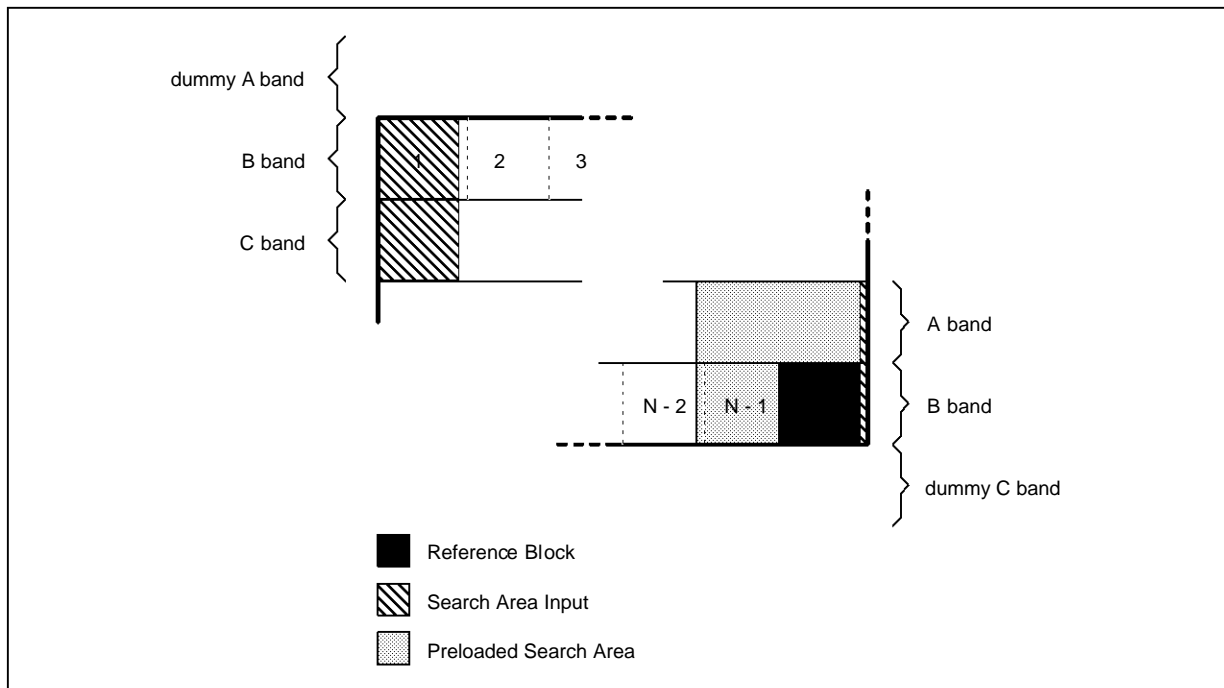 dummy A band
B band
1 2 3
C band
A band
N - 2 N - 1
B band
dummy C band
Reference Block
Search Area Input
Preloaded Search Area